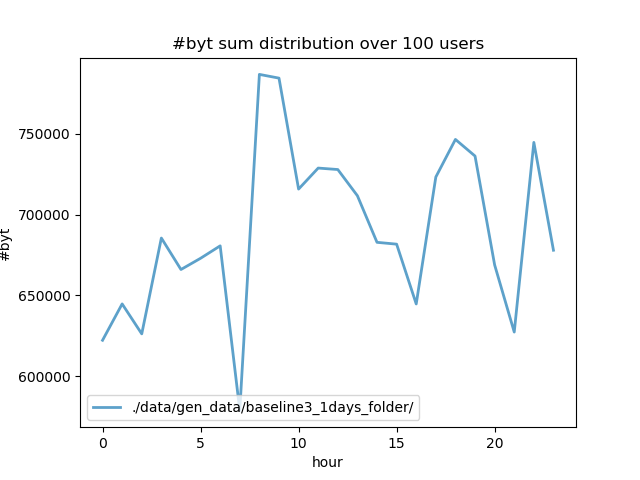 #byt sum distribution over 100 users
750000
700000
650000
600000
#byt
./data/gen_data/baseline3_1days_folder/
0 5 10 15 20
hour